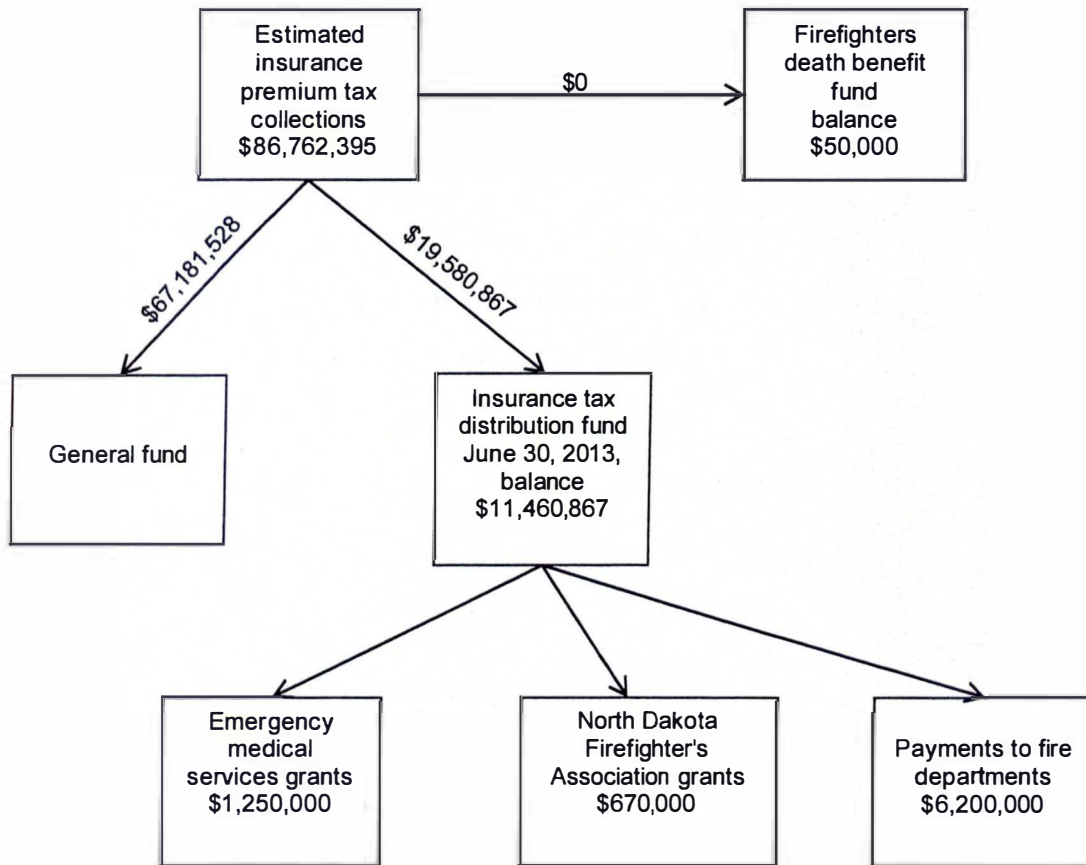 Estimated
insurance
premium tax
collections
$86,762,395
$0
Firefighters
death benefit
fund
balance
$50,000
$67,181,528
$19,580,867
General fund
Insurance tax
distribution fund
June 30, 2013,
balance
$11,460,867
Emergency
medical
services grants
$1,250,000
North Dakota
Firefighter's
Association grants
$670,000
Payments to fire
departments
$6,200,000